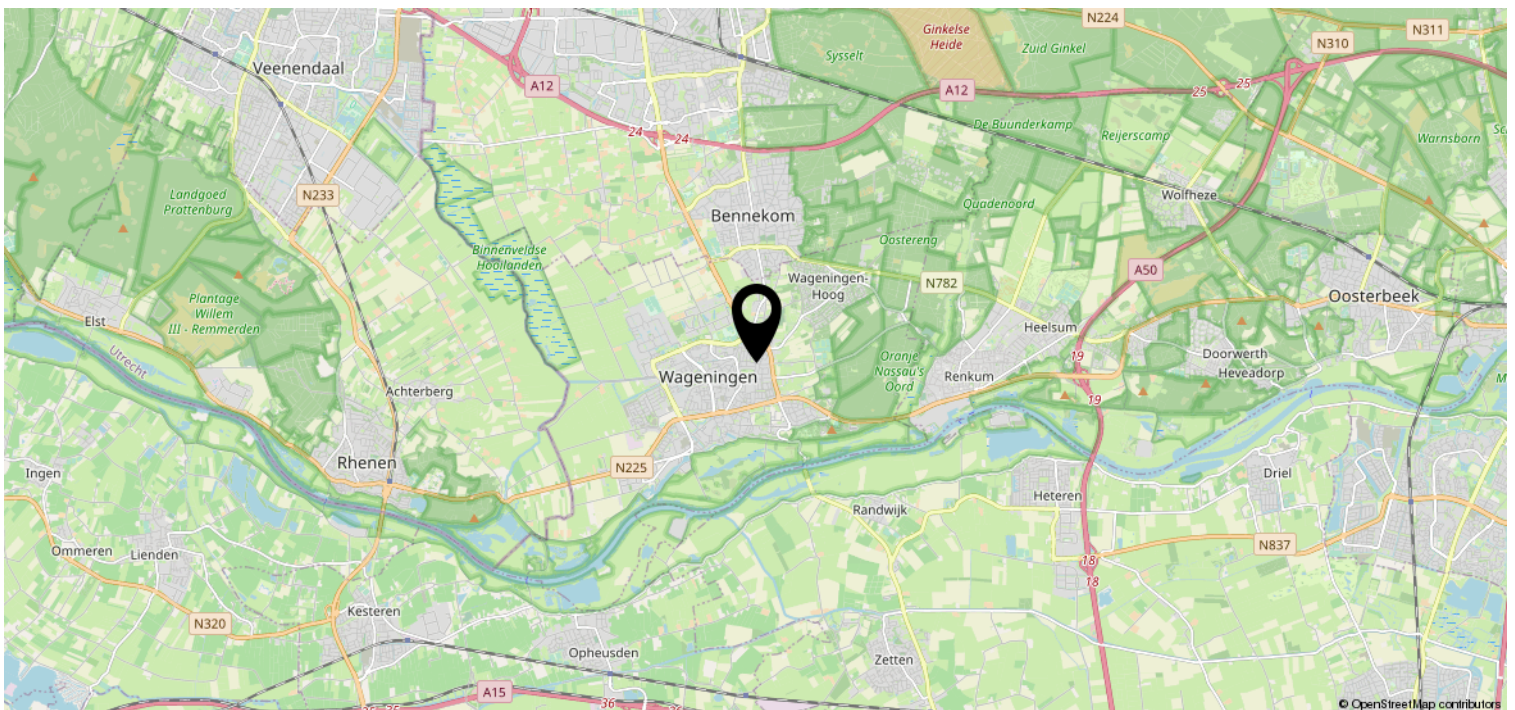 N224
N311
Ginkelse
Heide
N310
Zuid Ginkel
Sysselt
Veenendaal
A12
A12
25
25
24
24
De Buunderkamp
Reijerscamp
Warnsborn
Landgoed
Prattenburg
N233
Wolfheze
Quadenoord
Bennekom
Oostereng
Binnenveldse
Hooilanden
A50
Wageningen-
Hoog
N782
Plantage
Willem
III - Remmerden
Oosterbeek
Elst
Heelsum
Utrecht
Oranje
Nassau's
Oord
19
Doorwerth
Heveadorp
Wageningen
Renkum
Achterberg
19
Rhenen
N225
Ingen
Driel
Heteren
Randwijk
Ommeren
Lienden
N837
18
18
Kesteren
N320
Opheusden
Zetten
A15
36
© OpenStreetMap contributors